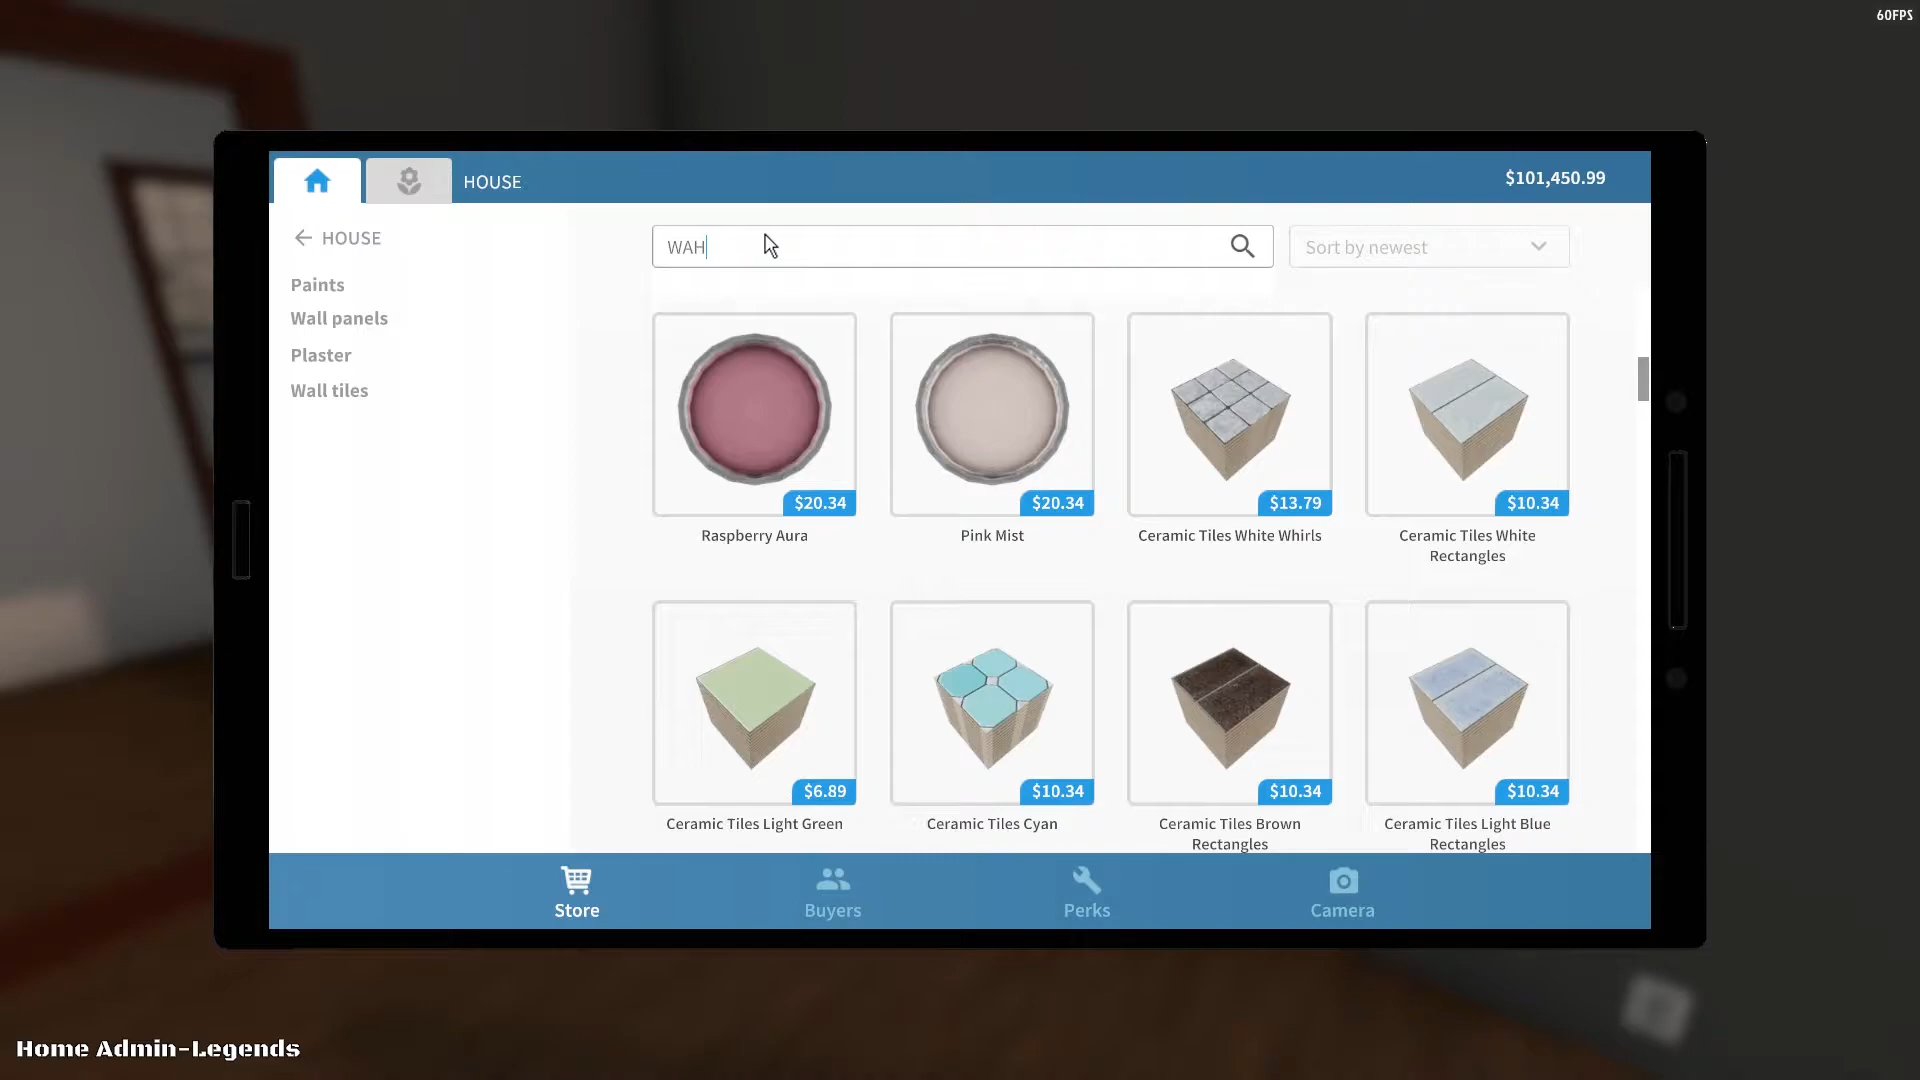 60FPS
HOUSE
$101,450.99
HOUSE
WAH
Sort by newest
Paints
Wall panels
Plaster
Wall tiles
$20.34
$20.34
$13.79
$10.34
Raspberry Aura
Pink Mist
Ceramic Tiles White Whirls
Ceramic Tiles White
Rectangles
$6.89
$10.34
$10.34
$10.34
Ceramic Tiles Light Green
Ceramic Tiles Cyan
Ceramic Tiles Brown
Rectangles
Ceramic Tiles Light Blue
Rectangles
Store
Buyers
Perks
Camera
Home Admin-Legends